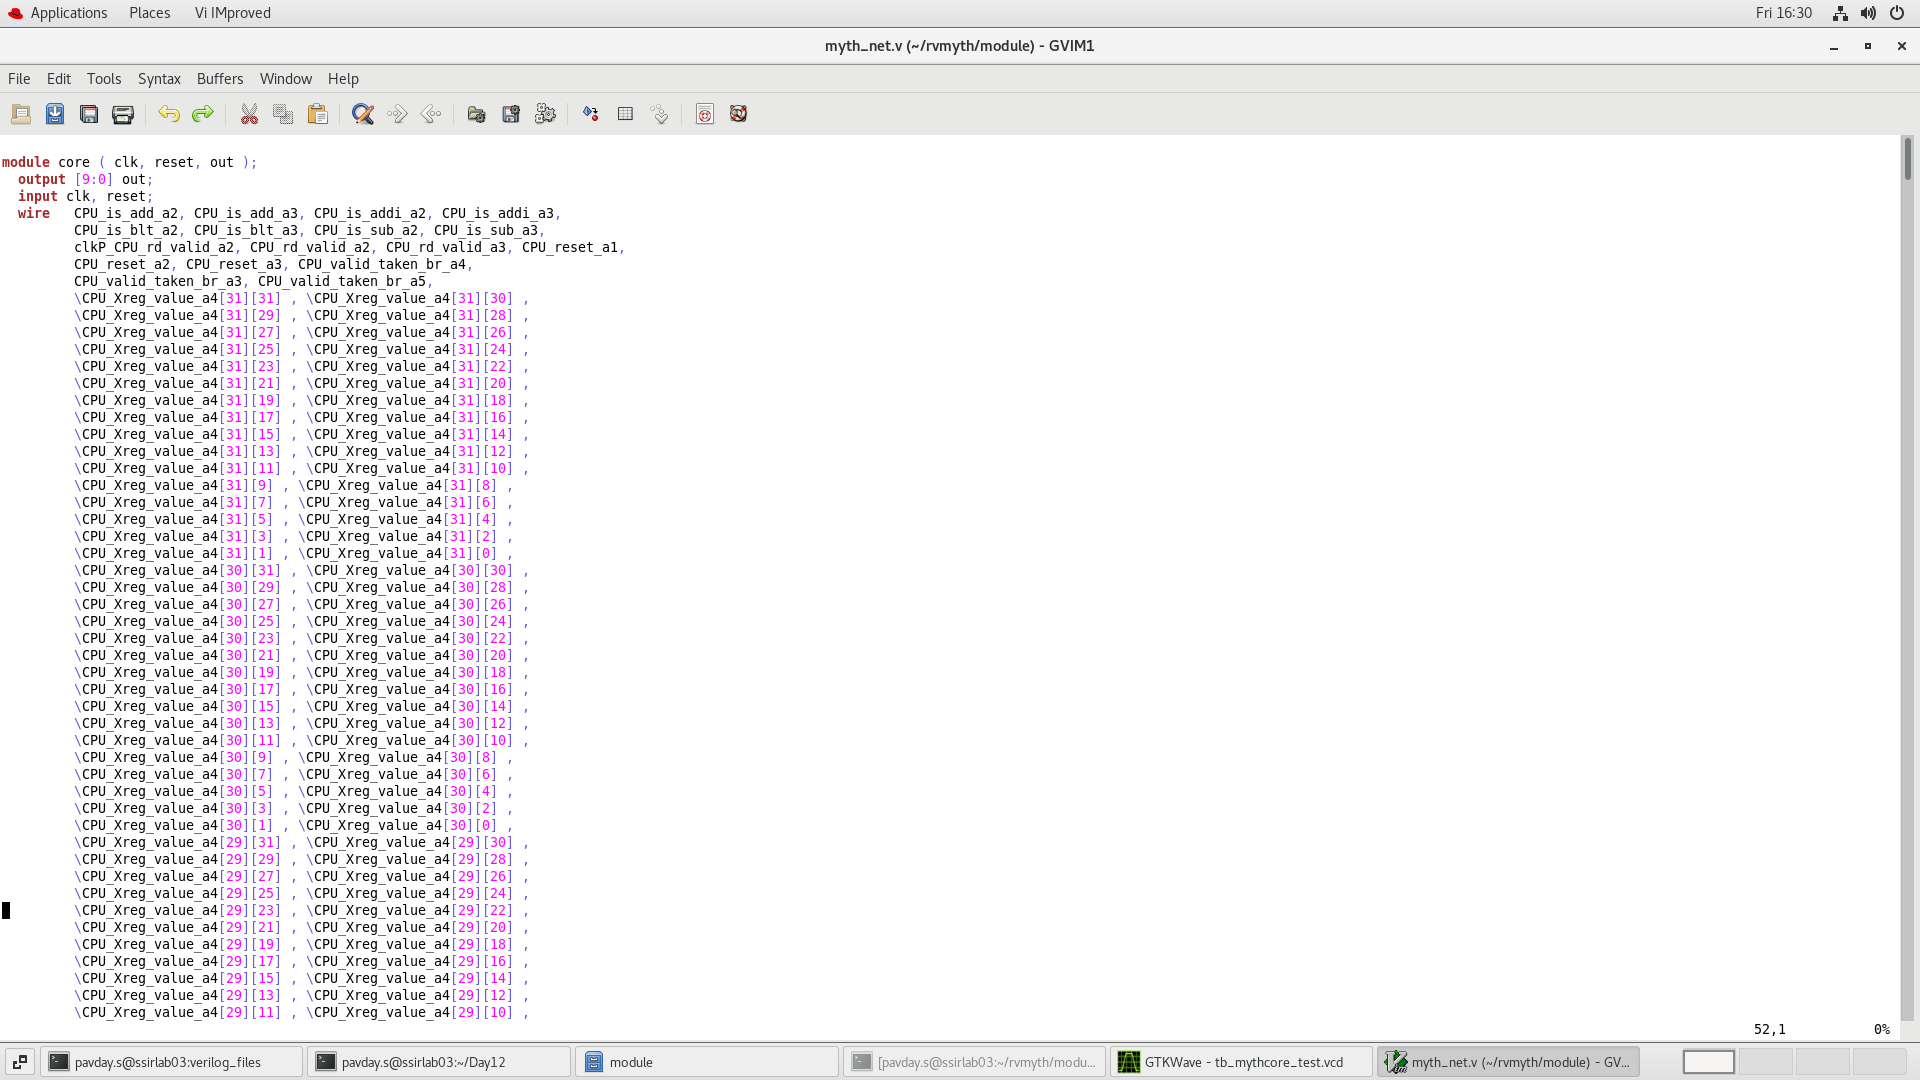 Applications Places Vi IMproved Fri 16:30
myth_net.v (~/rvmyth/module) - GVIM1
File Edit Tools Syntax Buffers Window Help
module core ( clk, reset, out );
output [9:0] out;
input clk, reset;
wire CPU_is_add_a2, CPU_is_add_a3, CPU_is_addi_a2, CPU_is_addi_a3,
CPU_is_blt_a2, CPU_is_blt_a3, CPU_is_sub_a2, CPU_is_sub_a3,
clkP_CPU_rd_valid_a2, CPU_rd_valid_a2, CPU_rd_valid_a3, CPU_reset_a1,
CPU_reset_a2, CPU_reset_a3, CPU_valid_taken_br_a4,
CPU_valid_taken_br_a3, CPU_valid_taken_br_a5,
\CPU_Xreg_value_a4[31][31] , \CPU_Xreg_value_a4[31][30] ,
\CPU_Xreg_value_a4[31][29] , \CPU_Xreg_value_a4[31][28] ,
\CPU_Xreg_value_a4[31][27] , \CPU_Xreg_value_a4[31][26] ,
\CPU_Xreg_value_a4[31][25] , \CPU_Xreg_value_a4[31][24] ,
\CPU_Xreg_value_a4[31][23] , \CPU_Xreg_value_a4[31][22] ,
\CPU_Xreg_value_a4[31][21] , \CPU_Xreg_value_a4[31][20] ,
\CPU_Xreg_value_a4[31][19] , \CPU_Xreg_value_a4[31][18] ,
\CPU_Xreg_value_a4[31][17] , \CPU_Xreg_value_a4[31][16] ,
\CPU_Xreg_value_a4[31][15] , \CPU_Xreg_value_a4[31][14] ,
\CPU_Xreg_value_a4[31][13] , \CPU_Xreg_value_a4[31][12] ,
\CPU_Xreg_value_a4[31][11] , \CPU_Xreg_value_a4[31][10] ,
\CPU_Xreg_value_a4[31][9] , \CPU_Xreg_value_a4[31][8] ,
\CPU_Xreg_value_a4[31][7] , \CPU_Xreg_value_a4[31][6] ,
\CPU_Xreg_value_a4[31][5] , \CPU_Xreg_value_a4[31][4] ,
\CPU_Xreg_value_a4[31][3] , \CPU_Xreg_value_a4[31][2] ,
\CPU_Xreg_value_a4[31][1] , \CPU_Xreg_value_a4[31][0] ,
\CPU_Xreg_value_a4[30][31] , \CPU_Xreg_value_a4[30][30] ,
\CPU_Xreg_value_a4[30][29] , \CPU_Xreg_value_a4[30][28] ,
\CPU_Xreg_value_a4[30][27] , \CPU_Xreg_value_a4[30][26] ,
\CPU_Xreg_value_a4[30][25] , \CPU_Xreg_value_a4[30][24] ,
\CPU_Xreg_value_a4[30][23] , \CPU_Xreg_value_a4[30][22] ,
\CPU_Xreg_value_a4[30][21] , \CPU_Xreg_value_a4[30][20] ,
\CPU_Xreg_value_a4[30][19] , \CPU_Xreg_value_a4[30][18] ,
\CPU_Xreg_value_a4[30][17] , \CPU_Xreg_value_a4[30][16] ,
\CPU_Xreg_value_a4[30][15] , \CPU_Xreg_value_a4[30][14] ,
\CPU_Xreg_value_a4[30][13] , \CPU_Xreg_value_a4[30][12] ,
\CPU_Xreg_value_a4[30][11] , \CPU_Xreg_value_a4[30][10] ,
\CPU_Xreg_value_a4[30][9] , \CPU_Xreg_value_a4[30][8] ,
\CPU_Xreg_value_a4[30][7] , \CPU_Xreg_value_a4[30][6] ,
\CPU_Xreg_value_a4[30][5] , \CPU_Xreg_value_a4[30][4] ,
\CPU_Xreg_value_a4[30][3] , \CPU_Xreg_value_a4[30][2] ,
\CPU_Xreg_value_a4[30][1] , \CPU_Xreg_value_a4[30][0] ,
\CPU_Xreg_value_a4[29][31] , \CPU_Xreg_value_a4[29][30] ,
\CPU_Xreg_value_a4[29][29] , \CPU_Xreg_value_a4[29][28] ,
\CPU_Xreg_value_a4[29][27] , \CPU_Xreg_value_a4[29][26] ,
\CPU_Xreg_value_a4[29][25] , \CPU_Xreg_value_a4[29][24] ,
\CPU_Xreg_value_a4[29][23] , \CPU_Xreg_value_a4[29][22] ,
\CPU_Xreg_value_a4[29][21] , \CPU_Xreg_value_a4[29][20] ,
\CPU_Xreg_value_a4[29][19] , \CPU_Xreg_value_a4[29][18] ,
\CPU_Xreg_value_a4[29][17] , \CPU_Xreg_value_a4[29][16] ,
\CPU_Xreg_value_a4[29][15] , \CPU_Xreg_value_a4[29][14] ,
\CPU_Xreg_value_a4[29][13] , \CPU_Xreg_value_a4[29][12] ,
\CPU_Xreg_value_a4[29][11] , \CPU_Xreg_value_a4[29][10] ,
52,1 0%
pavday.s@ssirlab03:verilog_files pavday.s@ssirlab03:~/Day12 module [pavday.s@ssirlab03:~/rvmyth/modu... GTKWave - tb_mythcore_test.vcd myth_net.v (~/rvmyth/module) - GV...